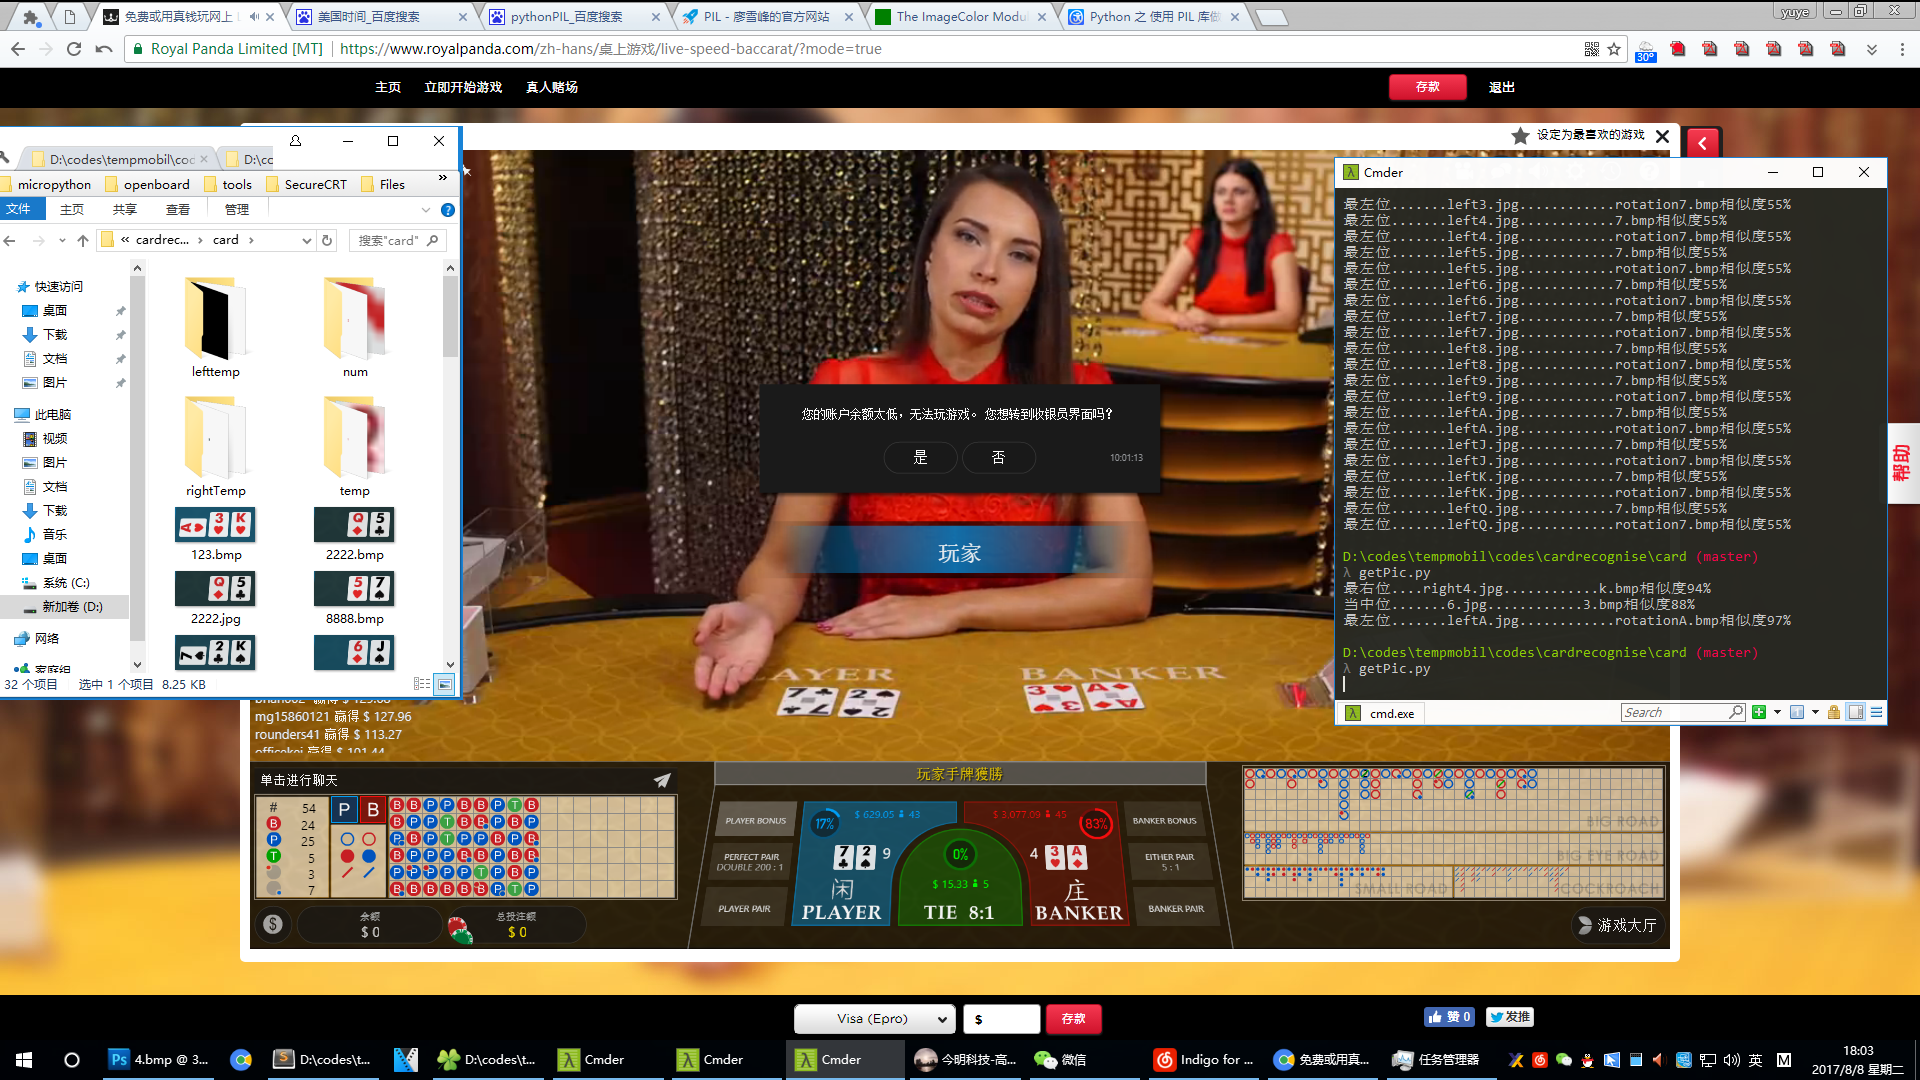 免费或用真钱玩网上
美国时间_百度搜索
pythonPIL_百度搜索
PIL - 廖雪峰的官方网站
The ImageColor Modu
Python 之 使用 PIL 库做
yuye
Royal Panda Limited [MT]
https://www.royalpanda.com/zh-hans/桌上游戏/live-speed-baccarat/?mode=true
30°
主页
立即开始游戏
真人赌场
存款
退出
设定为最喜欢的游戏
D:\codes\tempmobil\coc
D:\cc
micropython
openboard
tools
SecureCRT
Files
»
文件
主页
共享
查看
管理
« cardrec... › card ›
搜索"card"
快速访问
桌面
下载
文档
图片
此电脑
视频
图片
文档
下载
音乐
桌面
系统 (C:)
新加卷 (D:)
网络
家庭组
lefttemp
num
rightTemp
temp
123.bmp
2222.bmp
2222.jpg
8888.bmp
32 个项目
选中 1 个项目 8.25 KB
Cmder
最左位.......left3.jpg............rotation7.bmp相似度55%
最左位.......left4.jpg............7.bmp相似度55%
最左位.......left4.jpg............rotation7.bmp相似度55%
最左位.......left5.jpg............7.bmp相似度55%
最左位.......left5.jpg............rotation7.bmp相似度55%
最左位.......left6.jpg............7.bmp相似度55%
最左位.......left6.jpg............rotation7.bmp相似度55%
最左位.......left7.jpg............7.bmp相似度55%
最左位.......left7.jpg............rotation7.bmp相似度55%
最左位.......left8.jpg............7.bmp相似度55%
最左位.......left8.jpg............rotation7.bmp相似度55%
最左位.......left9.jpg............7.bmp相似度55%
最左位.......left9.jpg............rotation7.bmp相似度55%
最左位.......leftA.jpg............7.bmp相似度55%
最左位.......leftA.jpg............rotation7.bmp相似度55%
最左位.......leftJ.jpg............7.bmp相似度55%
最左位.......leftJ.jpg............rotation7.bmp相似度55%
最左位.......leftK.jpg............7.bmp相似度55%
最左位.......leftK.jpg............rotation7.bmp相似度55%
最左位.......leftQ.jpg............7.bmp相似度55%
最左位.......leftQ.jpg............rotation7.bmp相似度55%
D:\codes\tempmobil\codes\cardrecognise\card (master)
λ getPic.py
最右位....right4.jpg............k.bmp相似度94%
当中位.......6.jpg............3.bmp相似度88%
最左位.......leftA.jpg............rotationA.bmp相似度97%
D:\codes\tempmobil\codes\cardrecognise\card (master)
λ getPic.py
cmd.exe
Search
帮助
您的账户余额太低，无法玩游戏。您想转到收银员界面吗？
是
否
10:01:13
玩家
PLAYER
BANKER
mg15860121 赢得 $ 127.96
rounders41 赢得 $ 113.27
officekei 赢得 $ 101.44
单击进行聊天
# 54
B 24
P 25
T 5
3
7
P B
余额
$ 0
总投注额
$ 0
玩家手牌獲勝
PLAYER BONUS
PERFECT PAIR
DOUBLE 200 : 1
PLAYER PAIR
17%
$ 629.05 43
7 2 9
闲
PLAYER
0%
$ 15.33 5
TIE 8:1
$ 3,077.09 45
83%
4 3 A
庄
BANKER
BANKER BONUS
EITHER PAIR
5 : 1
BANKER PAIR
BIG ROAD
BIG EYE ROAD
SMALL ROAD
COCKROACH
游戏大厅
Visa (Epro)
$
存款
赞 0
发推
4.bmp @ 3...
D:\codes\t...
D:\codes\t...
Cmder
Cmder
Cmder
今明科技-高...
微信
Indigo for ...
免费或用真...
任务管理器
英
M
18:03
2017/8/8 星期二